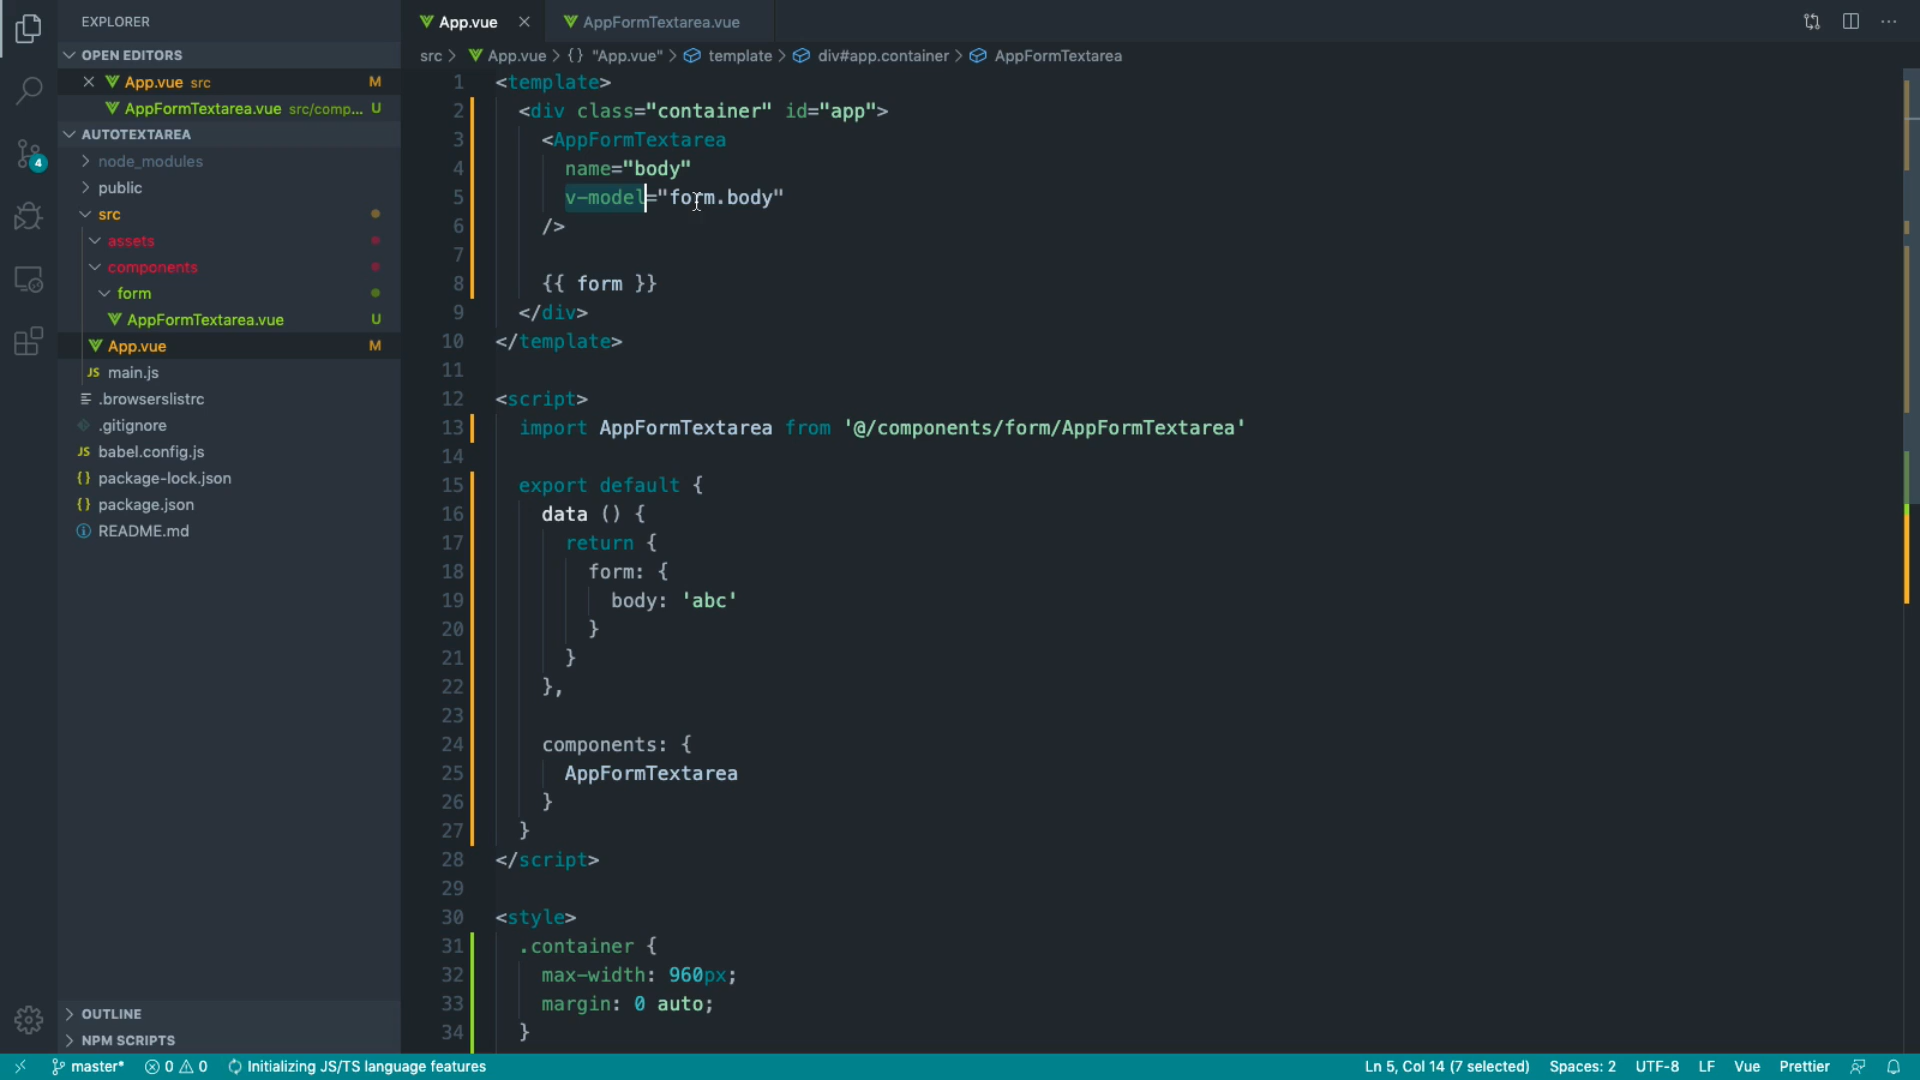 EXPLORER
OPEN EDITORS
App.vue src M
AppFormTextarea.vue src/comp... U
AUTOTEXTAREA
node_modules
public
src
assets
components
form
AppFormTextarea.vue U
App.vue M
JS main.js
.browserslistrc
.gitignore
JS babel.config.js
{} package-lock.json
{} package.json
README.md
OUTLINE
NPM SCRIPTS
4
App.vue
AppFormTextarea.vue
src > App.vue > {} "App.vue" > template > div#app.container > AppFormTextarea
1 <template>
2 <div class="container" id="app">
3 <AppFormTextarea
4 name="body"
5 v-model="form.body"
6 />
7
8 {{ form }}
9 </div>
10 </template>
11
12 <script>
13 import AppFormTextarea from '@/components/form/AppFormTextarea'
14
15 export default {
16 data () {
17 return {
18 form: {
19 body: 'abc'
20 }
21 }
22 },
23
24 components: {
25 AppFormTextarea
26 }
27 }
28 </script>
29
30 <style>
31 .container {
32 max-width: 960px;
33 margin: 0 auto;
34 }
master* 0 0 Initializing JS/TS language features Ln 5, Col 14 (7 selected) Spaces: 2 UTF-8 LF Vue Prettier